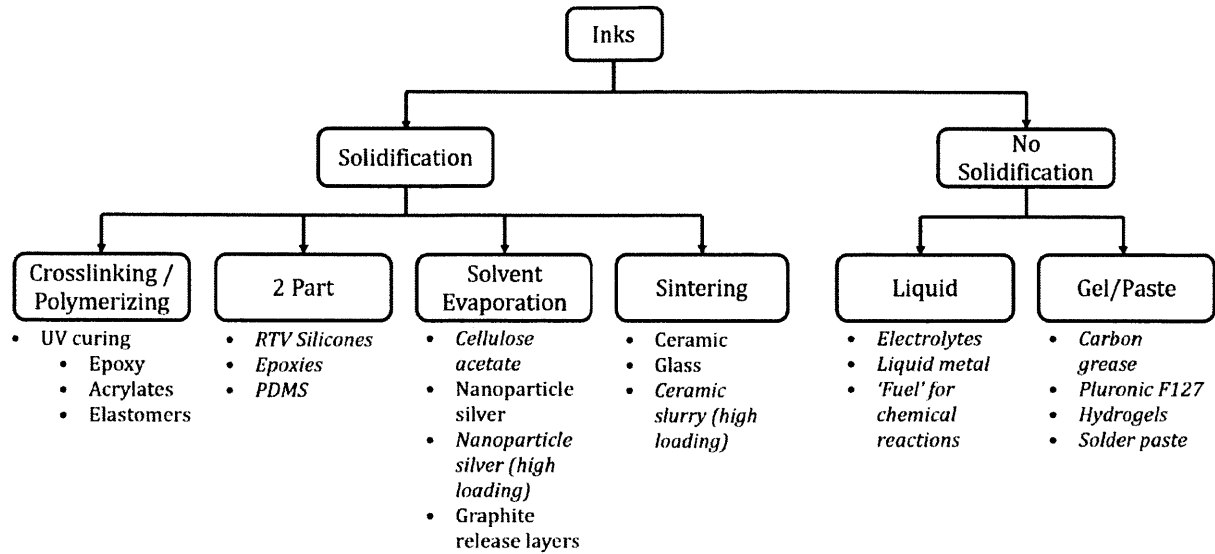 Inks
Solidification
No
Solidification
Crosslinking /
Polymerizing
• UV curing
• Epoxy
• Acrylates
• Elastomers
2 Part
• RTV Silicones
• Epoxies
• PDMS
Solvent
Evaporation
• Cellulose
acetate
• Nanoparticle
silver
• Nanoparticle
silver (high
loading)
• Graphite
release layers
Sintering
• Ceramic
• Glass
• Ceramic
slurry (high
loading)
Liquid
• Electrolytes
• Liquid metal
• 'Fuel' for
chemical
reactions
Gel/Paste
• Carbon
grease
• Pluronic F127
• Hydrogels
• Solder paste